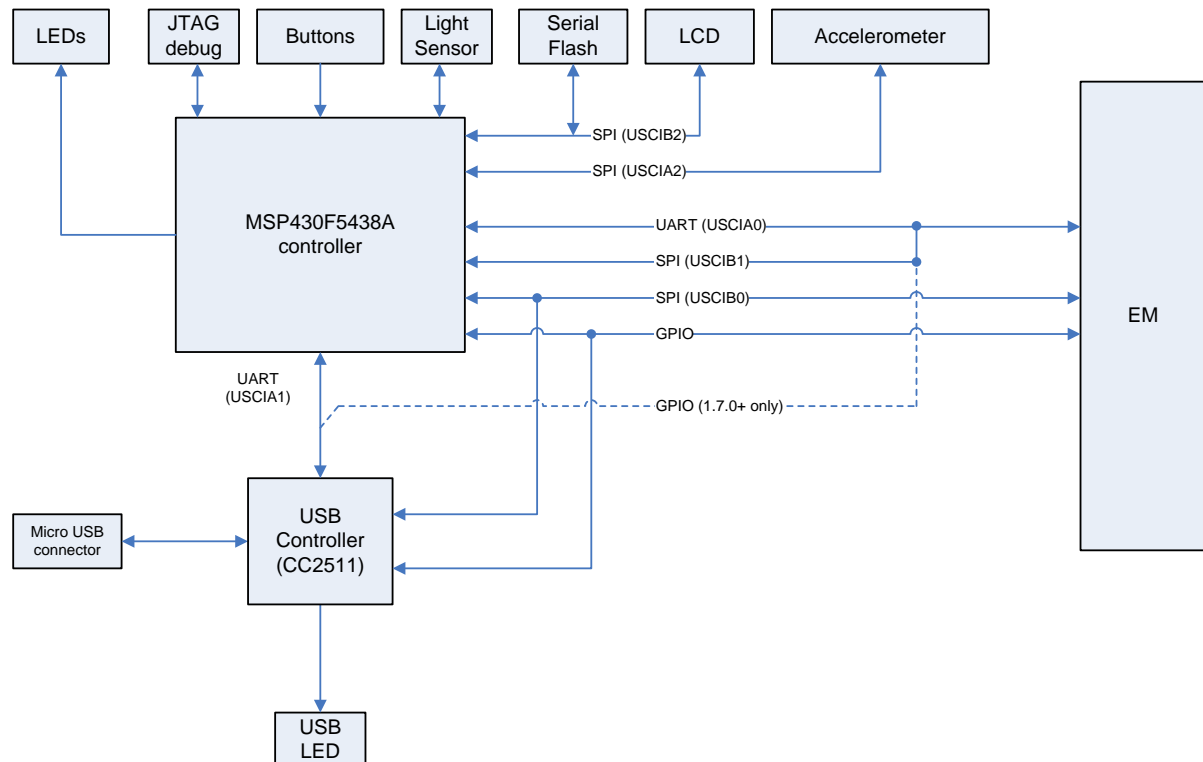 LEDs
JTAG
debug
Buttons
Light
Sensor
Serial
Flash
LCD
Accelerometer
SPI (USCIB2)
SPI (USCIA2)
MSP430F5438A
controller
UART (USCIA0)
SPI (USCIB1)
SPI (USCIB0)
GPIO
EM
UART
(USCIA1)
GPIO (1.7.0+ only)
USB
Controller
(CC2511)
Micro USB
connector
USB
LED